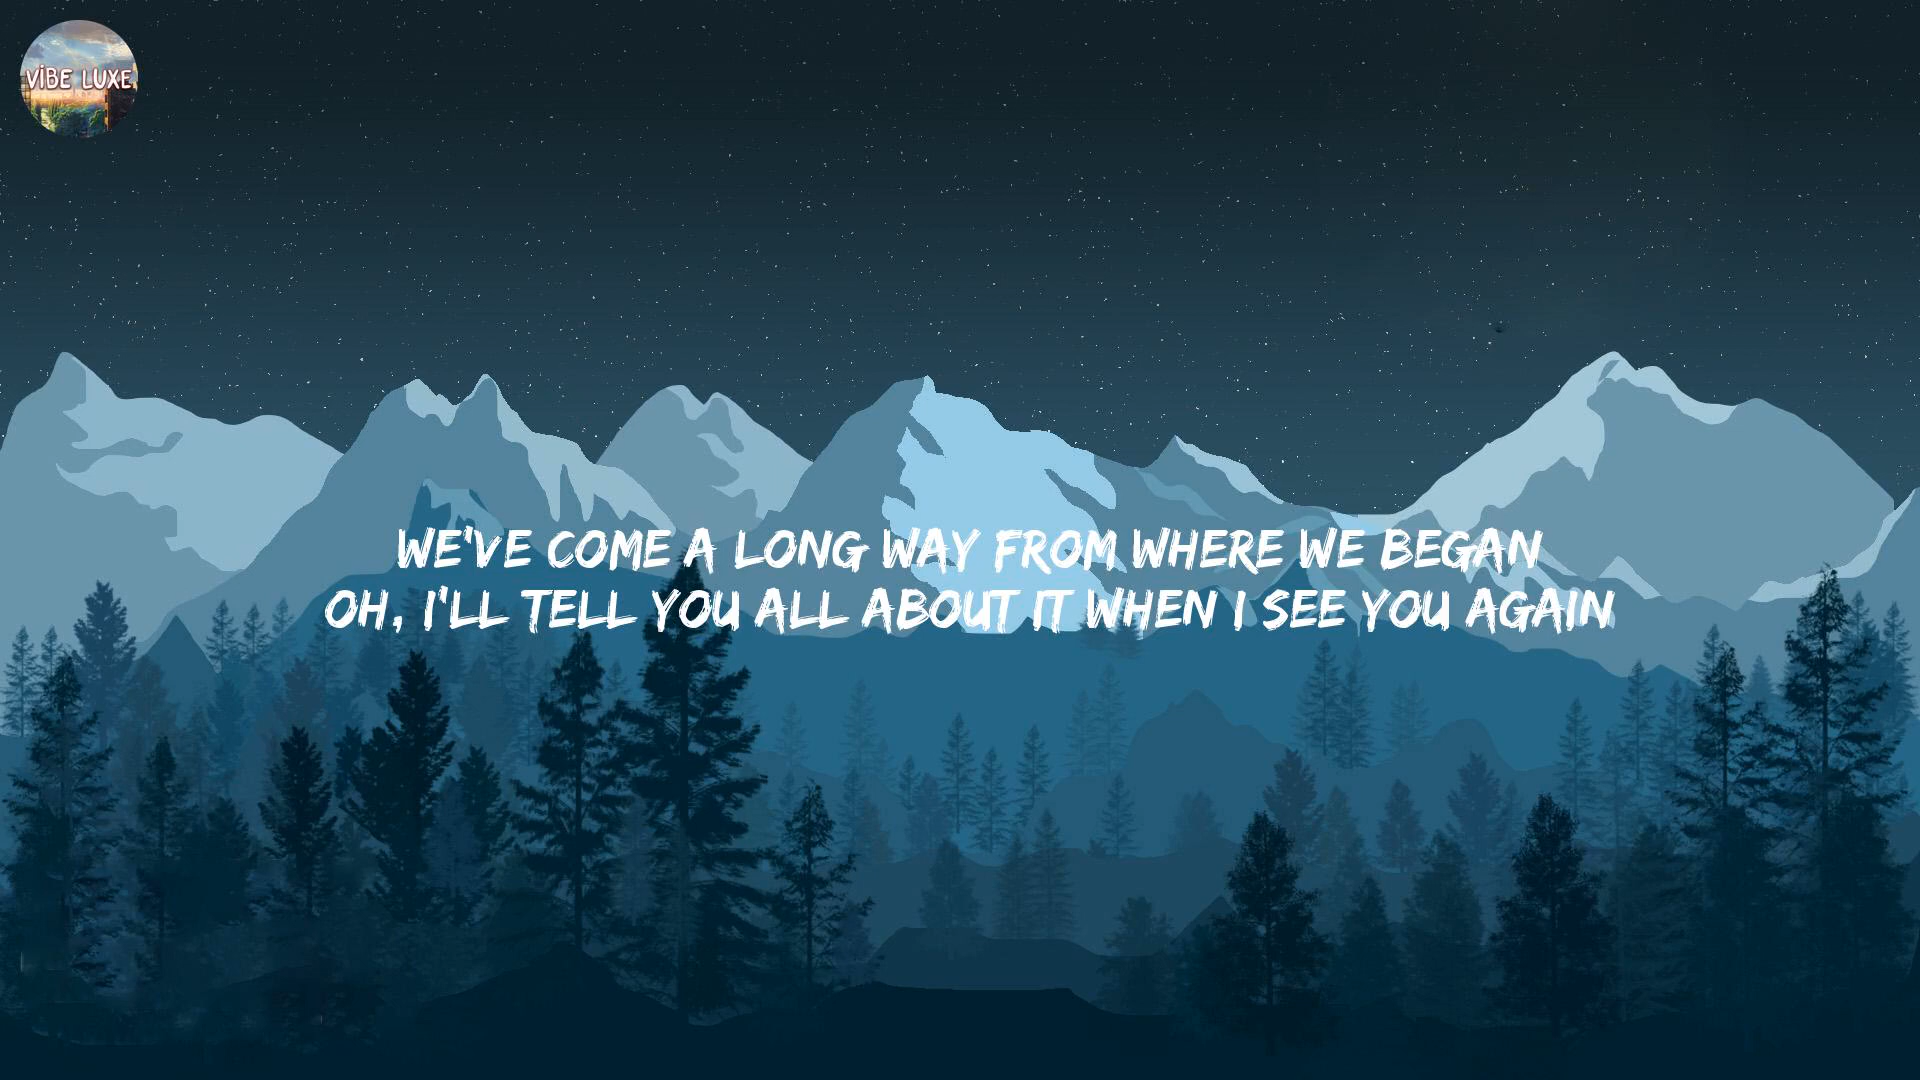 VİBE LUXE
WE'VE COME A LONG WAY FROM WHERE WE BEGAN
OH, I'LL TELL YOU ALL ABOUT IT WHEN I SEE YOU AGAIN